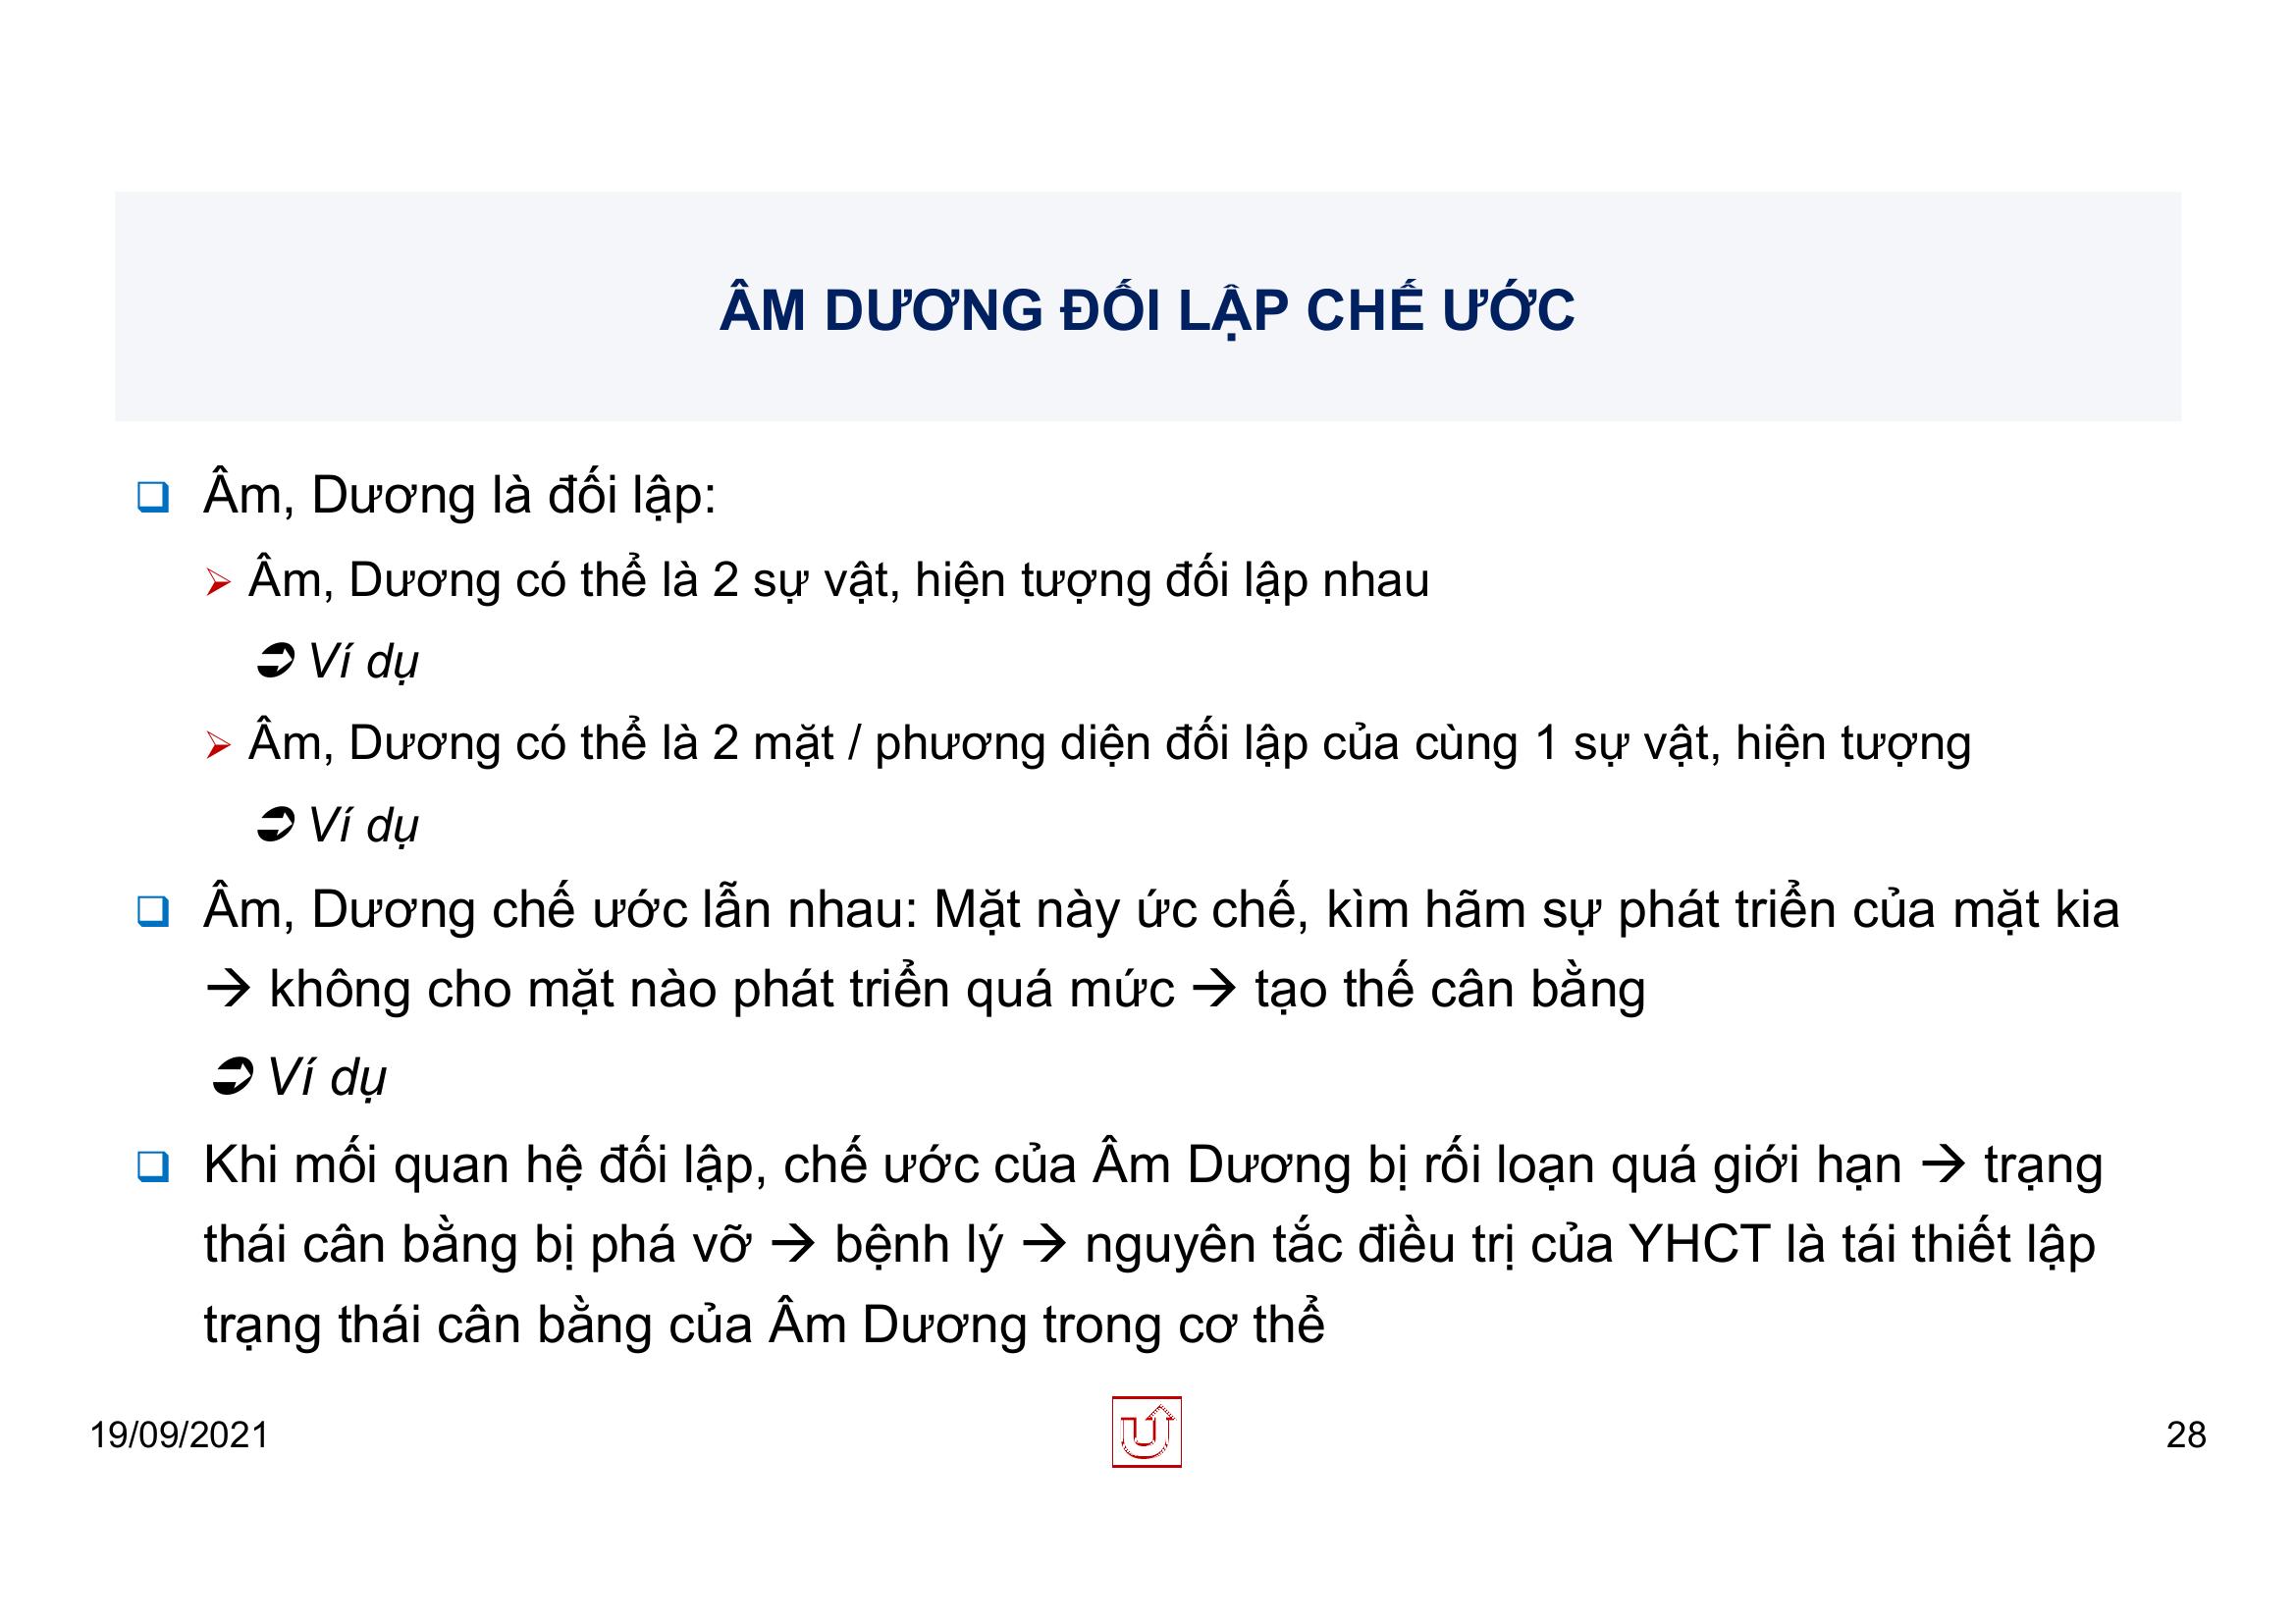 ÂM DƯƠNG ĐỐI LẬP CHẾ ƯỚC
❑ Âm, Dương là đối lập:
➢ Âm, Dương có thể là 2 sự vật, hiện tượng đối lập nhau
➲ Ví dụ
➢ Âm, Dương có thể là 2 mặt / phương diện đối lập của cùng 1 sự vật, hiện tượng
➲ Ví dụ
❑ Âm, Dương chế ước lẫn nhau: Mặt này ức chế, kìm hãm sự phát triển của mặt kia
→ không cho mặt nào phát triển quá mức → tạo thế cân bằng
➲ Ví dụ
❑ Khi mối quan hệ đối lập, chế ước của Âm Dương bị rối loạn quá giới hạn → trạng
thái cân bằng bị phá vỡ → bệnh lý → nguyên tắc điều trị của YHCT là tái thiết lập
trạng thái cân bằng của Âm Dương trong cơ thể
19/09/2021
28